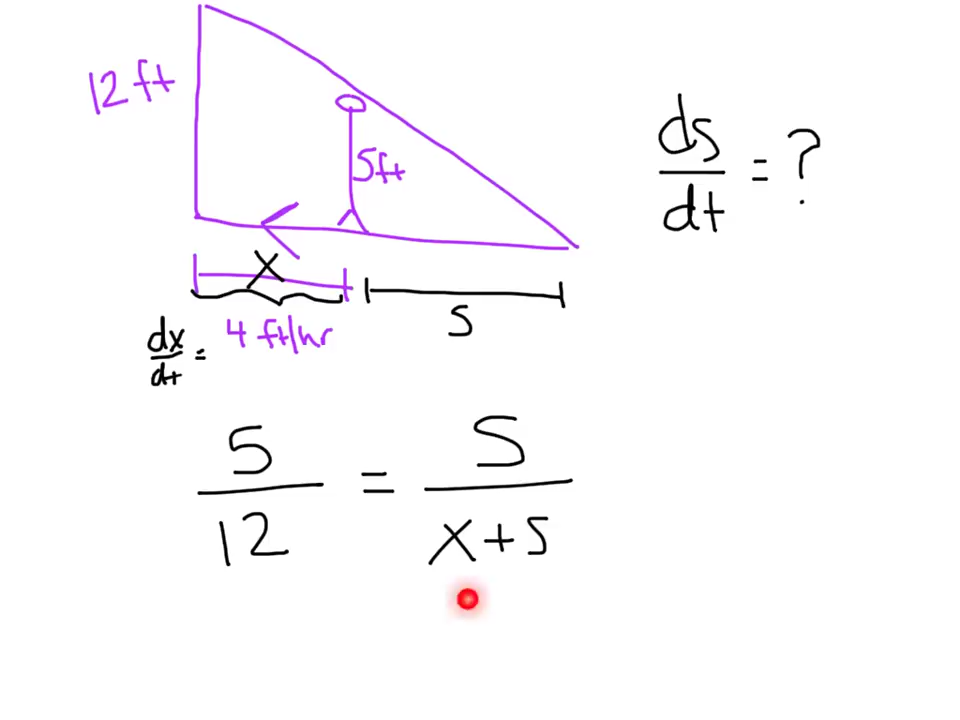 12 ft
5ft
ds/dt = ?
x
s
dx/dt = 4 ft/hr
5/12 = s/(x+s)